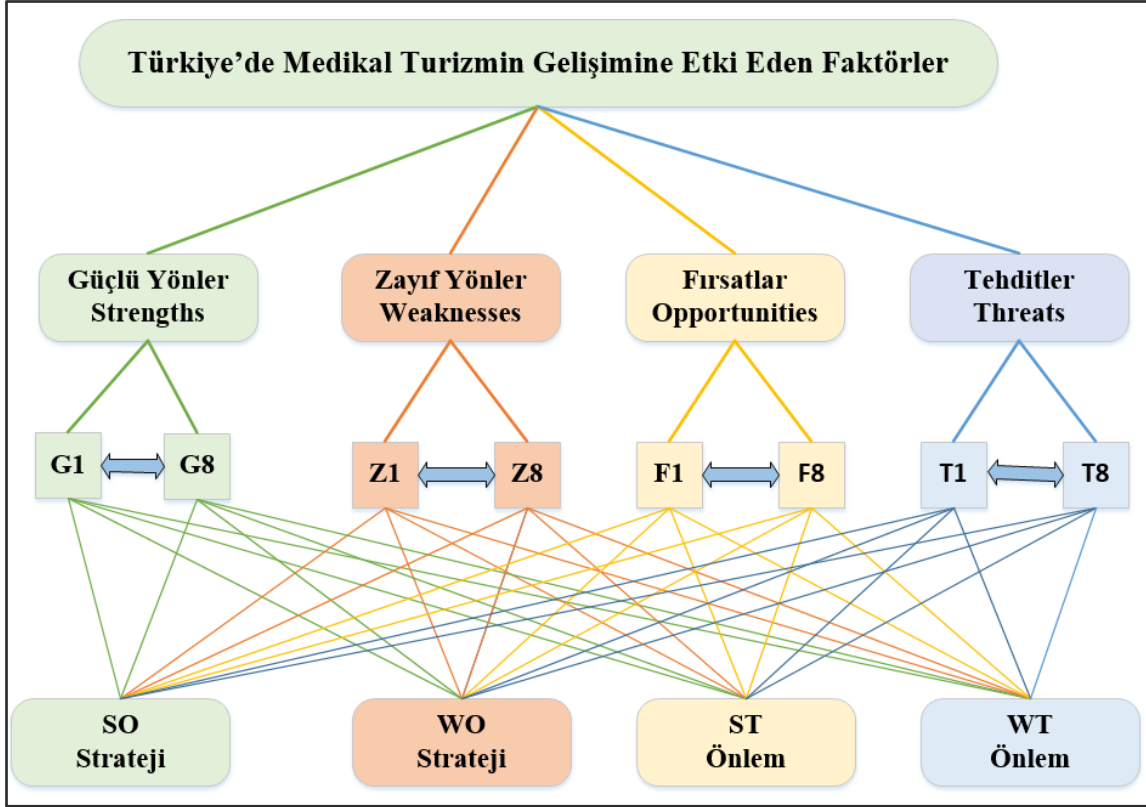 Türkiye’de Medikal Turizmin Gelişimine Etki Eden Faktörler
Güçlü Yönler
Strengths
Zayıf Yönler
Weaknesses
Fırsatlar
Opportunities
Tehditler
Threats
G1
G8
Z1
Z8
F1
F8
T1
T8
SO
Strateji
WO
Strateji
ST
Önlem
WT
Önlem